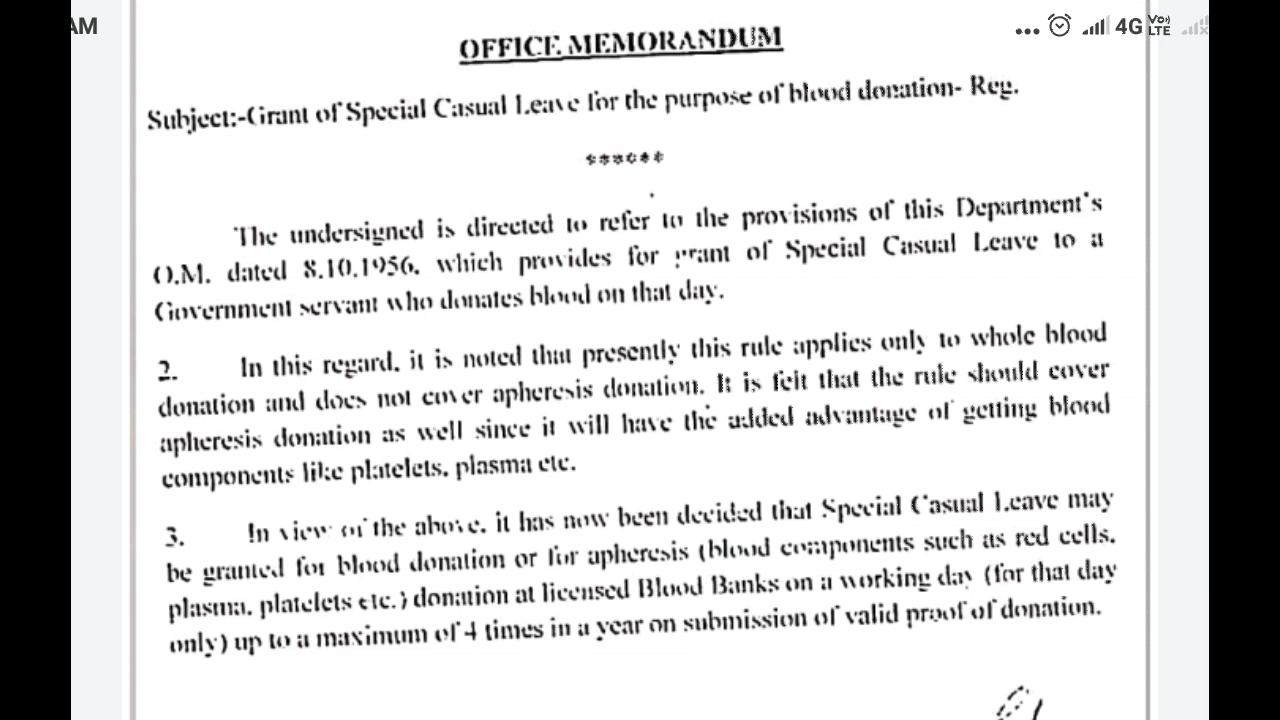 AM
... 4G VoLTE
OFFICE MEMORANDUM
Subject:-Grant of Special Casual Leave for the purpose of blood donation- Reg.
******
The undersigned is directed to refer to the provisions of this Department's
O.M. dated 8.10.1956, which provides for grant of Special Casual Leave to a
Government servant who donates blood on that day.
2. In this regard, it is noted that presently this rule applies only to whole blood
donation and does not cover apheresis donation. It is felt that the rule should cover
apheresis donation as well since it will have the added advantage of getting blood
components like platelets, plasma etc.
3. In view of the above, it has now been decided that Special Casual Leave may
be granted for blood donation or for apheresis (blood components such as red cells,
plasma, platelets etc.) donation at licensed Blood Banks on a working day (for that day
only) up to a maximum of 4 times in a year on submission of valid proof of donation.